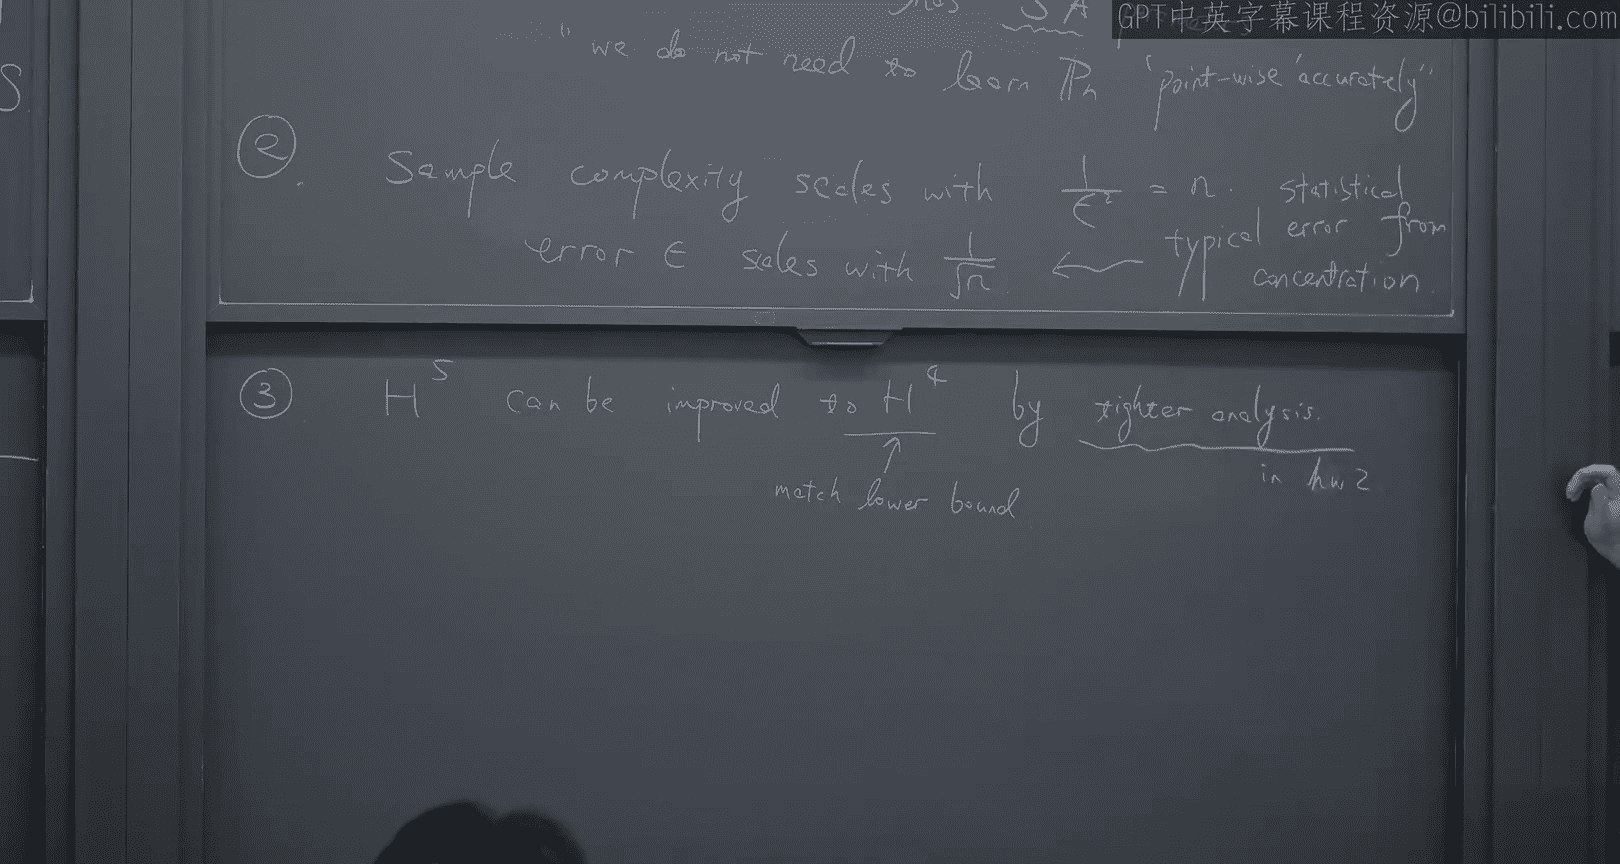 SA
GPT中英字幕课程资源@bilibili.com
"we do not need to learn ℙₕ 'point-wise' accurately"
S
② Sample complexity scales with 1/ε² = n. statistical
error ε scales with 1/√n ← typical error from
concentration.
③ H⁵ can be improved to H⁴ by tighter analysis.
in hw2
match lower bound